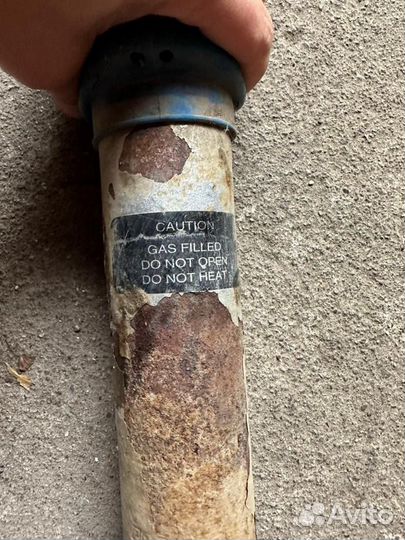 CAUTION
GAS FILLED
DO NOT OPEN
DO NOT HEAT
Avito